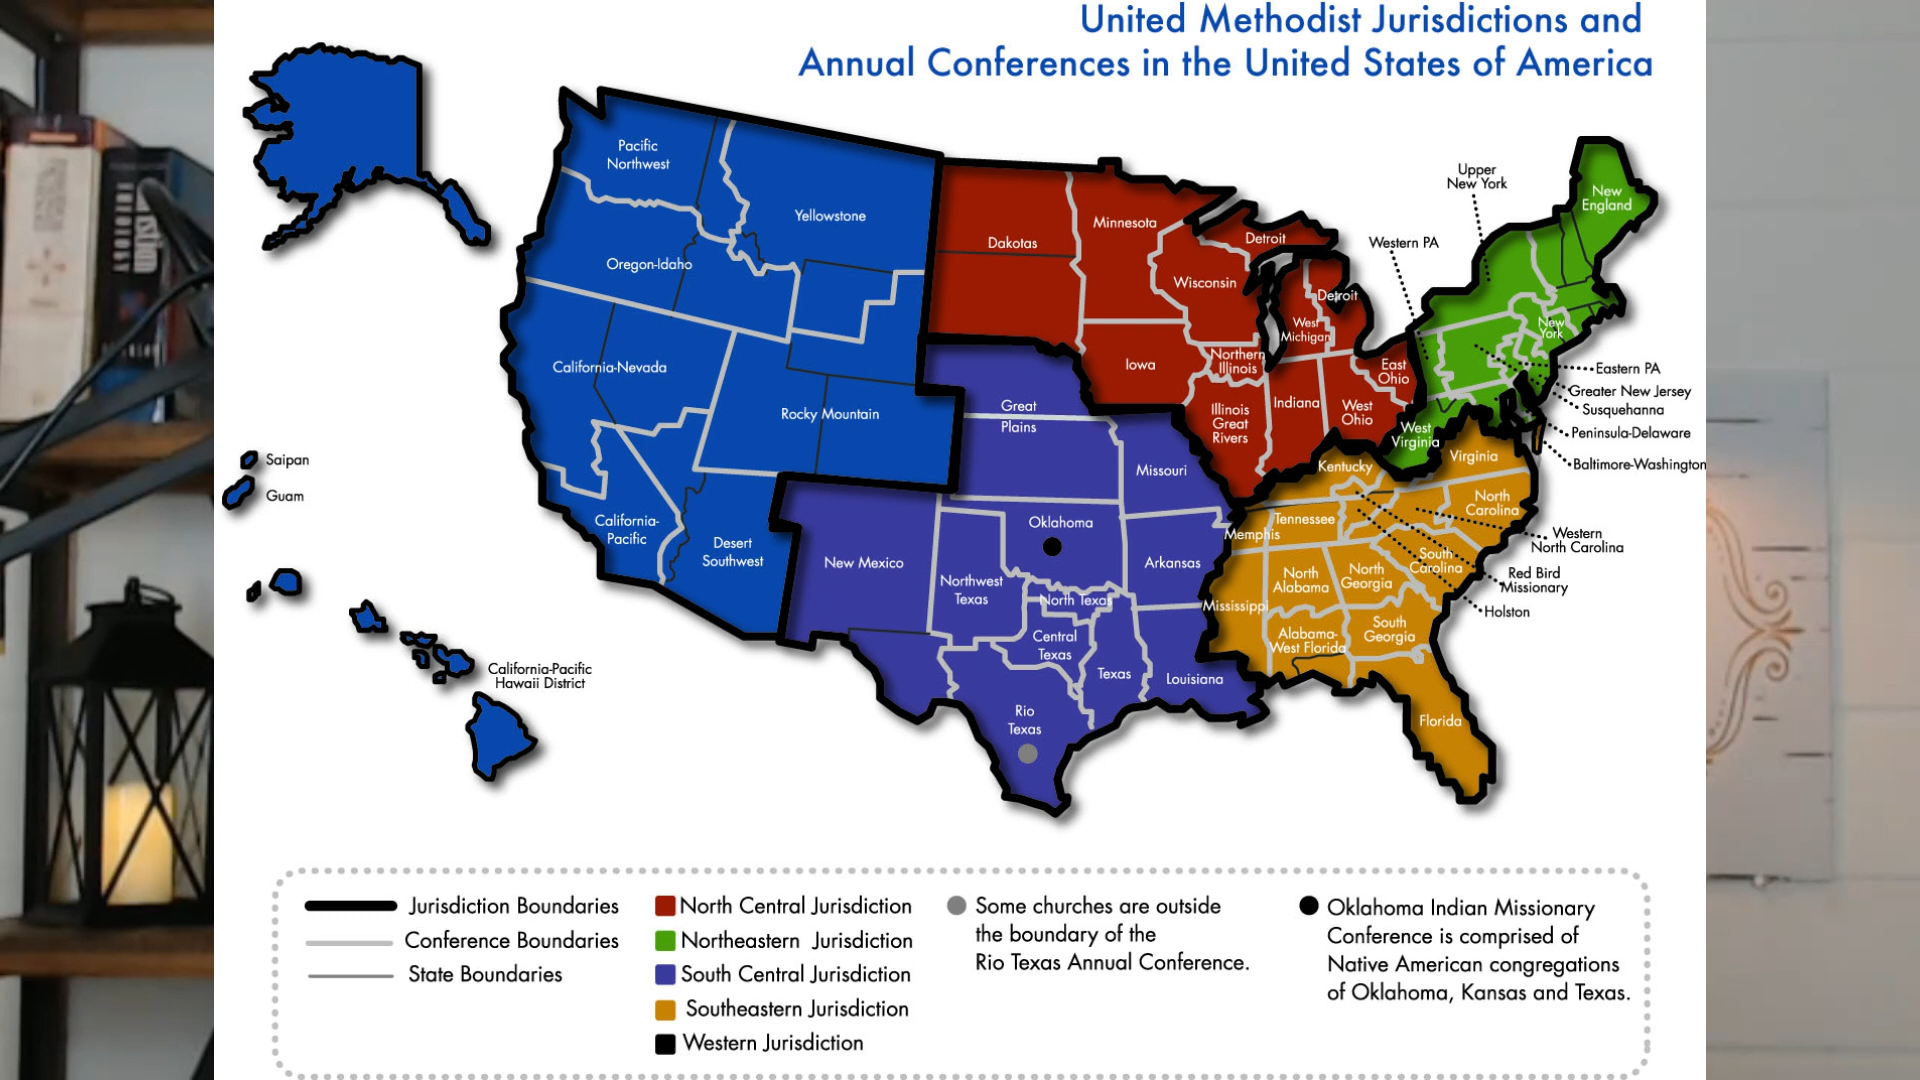 United Methodist Jurisdictions and
Annual Conferences in the United States of America
Pacific
Northwest
Yellowstone
Oregon-Idaho
California-Nevada
Rocky Mountain
California-
Pacific
Desert
Southwest
Saipan
Guam
California-Pacific
Hawaii District
Dakotas
Minnesota
Wisconsin
Detroit
Detroit
West
Michigan
Iowa
Northern
Illinois
Illinois
Great
Rivers
Indiana
East
Ohio
West
Ohio
Upper
New York
Western PA
New
England
New
York
Eastern PA
Greater New Jersey
Susquehanna
Peninsula-Delaware
Baltimore-Washington
West
Virginia
Great
Plains
Missouri
Oklahoma
Arkansas
New Mexico
Northwest
Texas
North Texas
Central
Texas
Texas
Louisiana
Rio
Texas
Kentucky
Virginia
North
Carolina
Tennessee
Memphis
Western
North Carolina
South
Carolina
Red Bird
Missionary
Holston
North
Alabama
North
Georgia
Mississippi
South
Georgia
Alabama-
West Florida
Florida
Jurisdiction Boundaries
Conference Boundaries
State Boundaries
North Central Jurisdiction
Northeastern Jurisdiction
South Central Jurisdiction
Southeastern Jurisdiction
Western Jurisdiction
Some churches are outside
the boundary of the
Rio Texas Annual Conference.
Oklahoma Indian Missionary
Conference is comprised of
Native American congregations
of Oklahoma, Kansas and Texas.